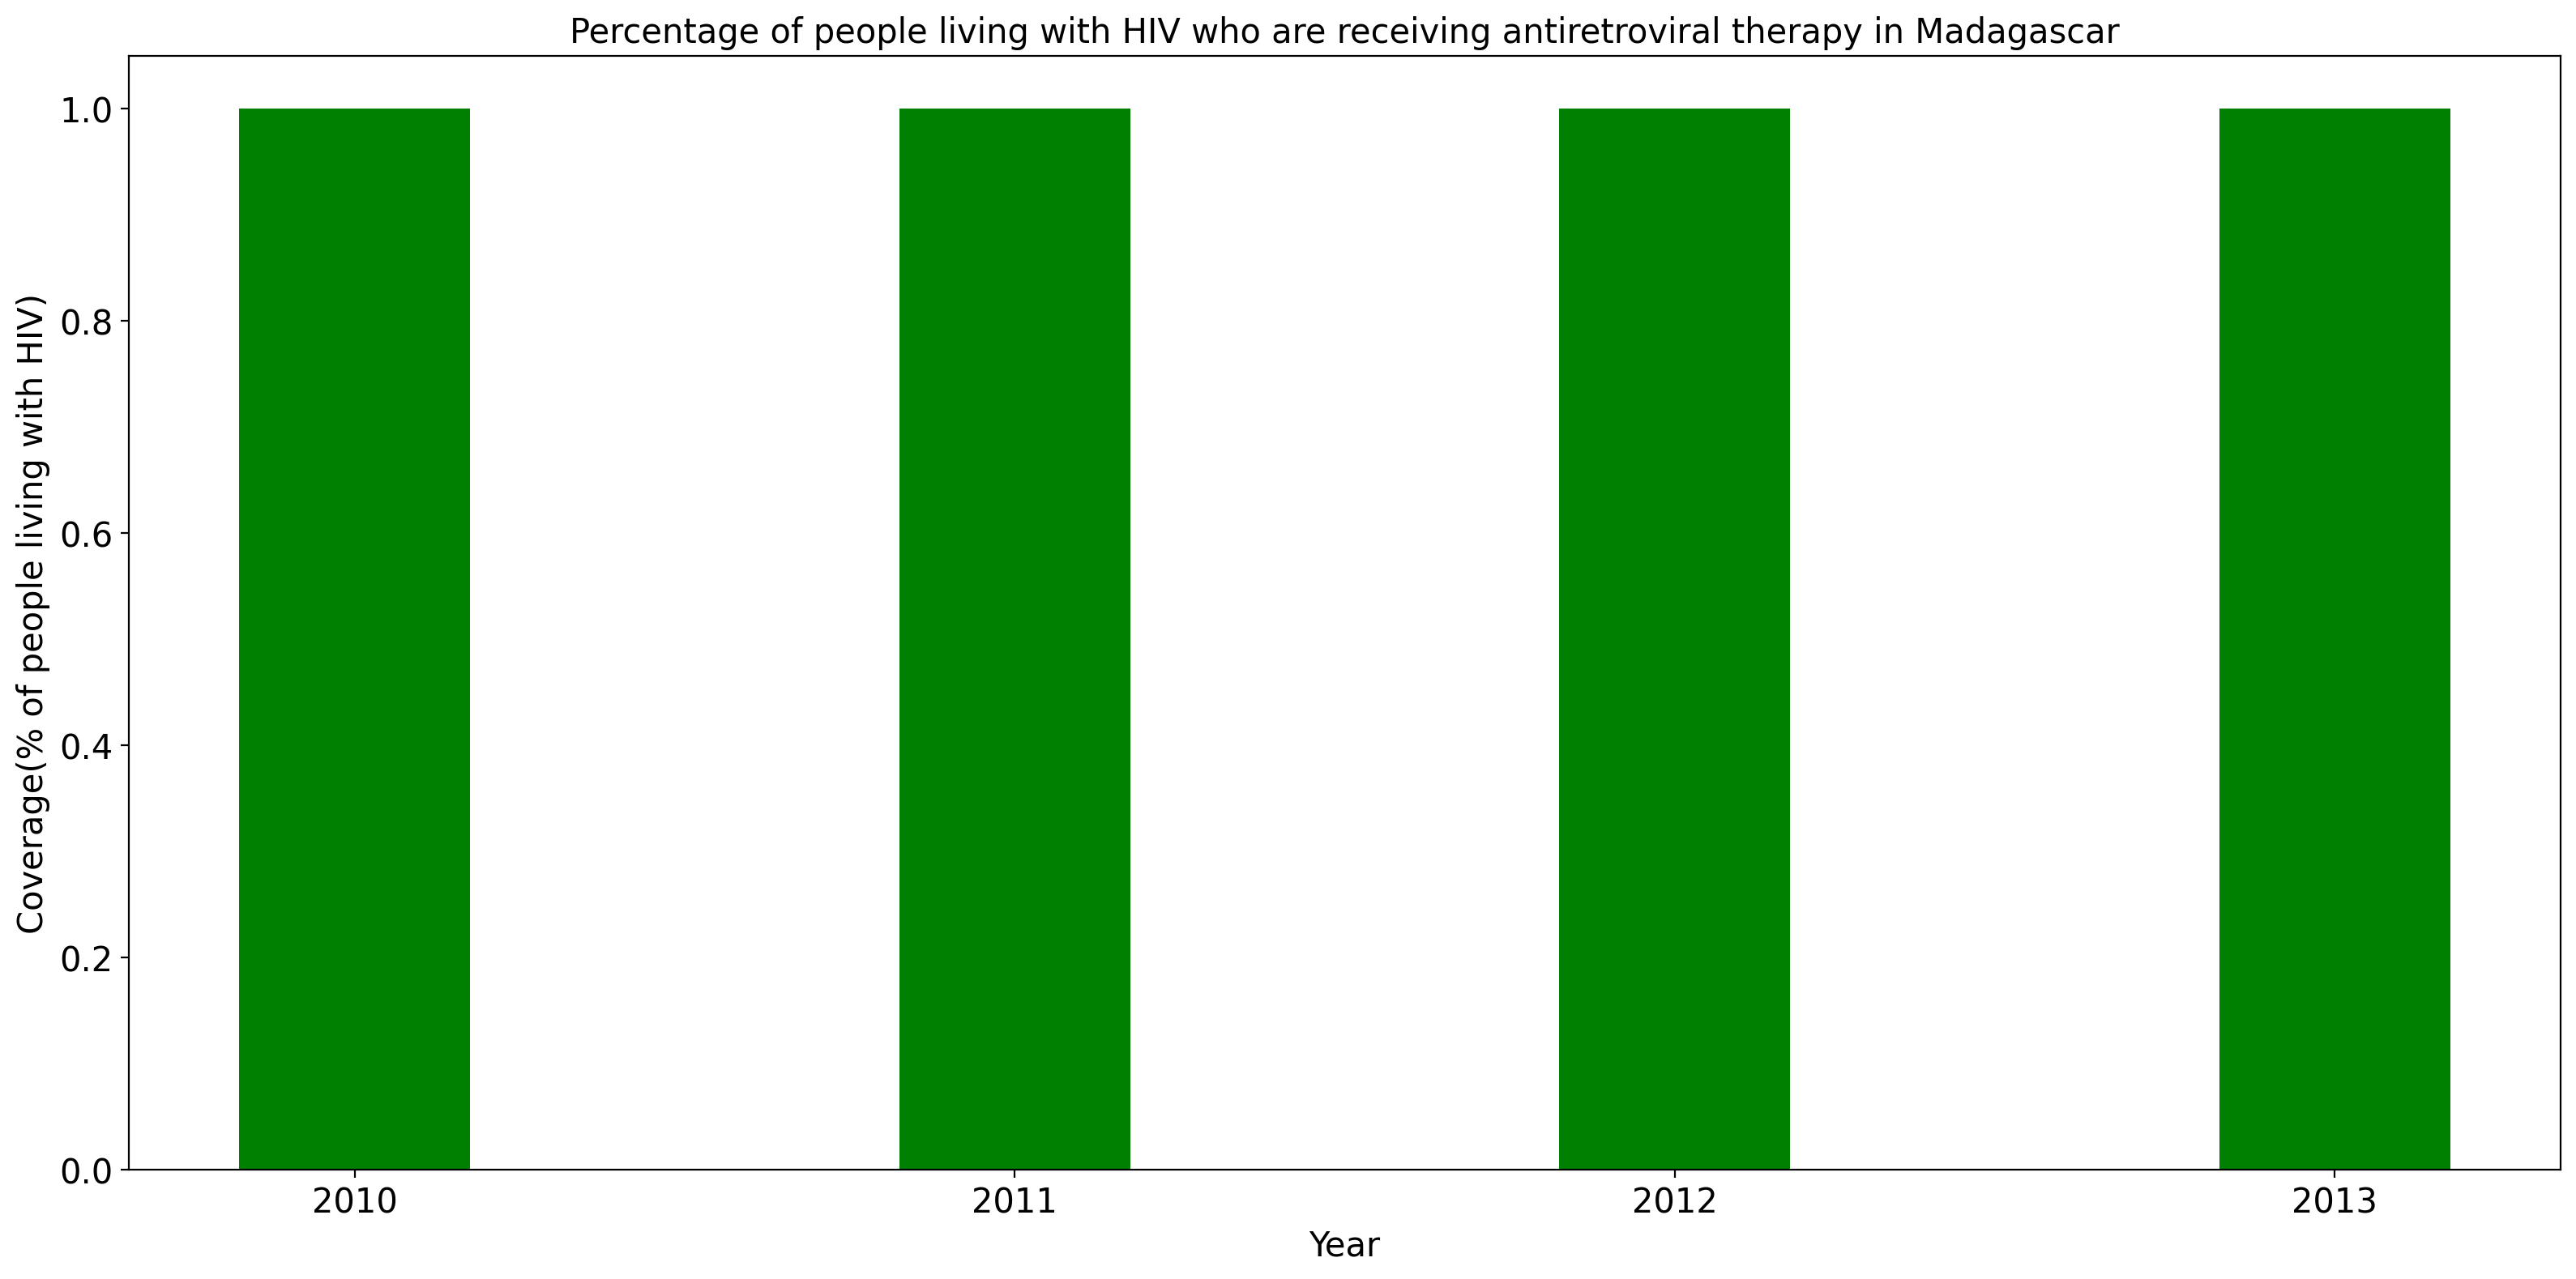 Percentage of people living with HIV who are receiving antiretroviral therapy in Madagascar
Coverage(% of people living with HIV)
1.0
0.8
0.6
0.4
0.2
0.0
2010 2011 2012 2013
Year